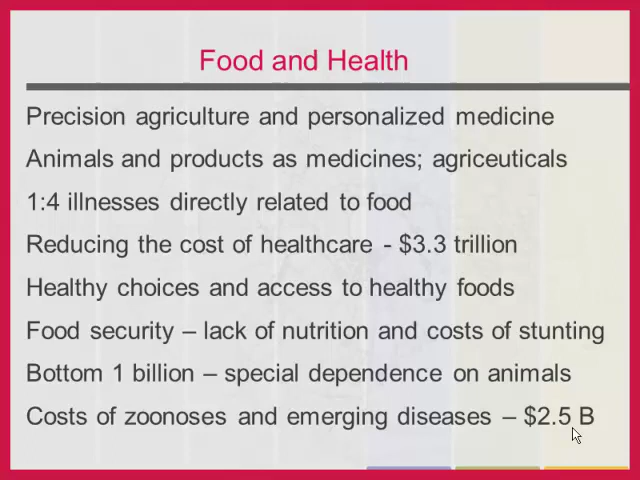 Food and Health
Precision agriculture and personalized medicine
Animals and products as medicines; agriceuticals
1:4 illnesses directly related to food
Reducing the cost of healthcare - $3.3 trillion
Healthy choices and access to healthy foods
Food security – lack of nutrition and costs of stunting
Bottom 1 billion – special dependence on animals
Costs of zoonoses and emerging diseases – $2.5 B